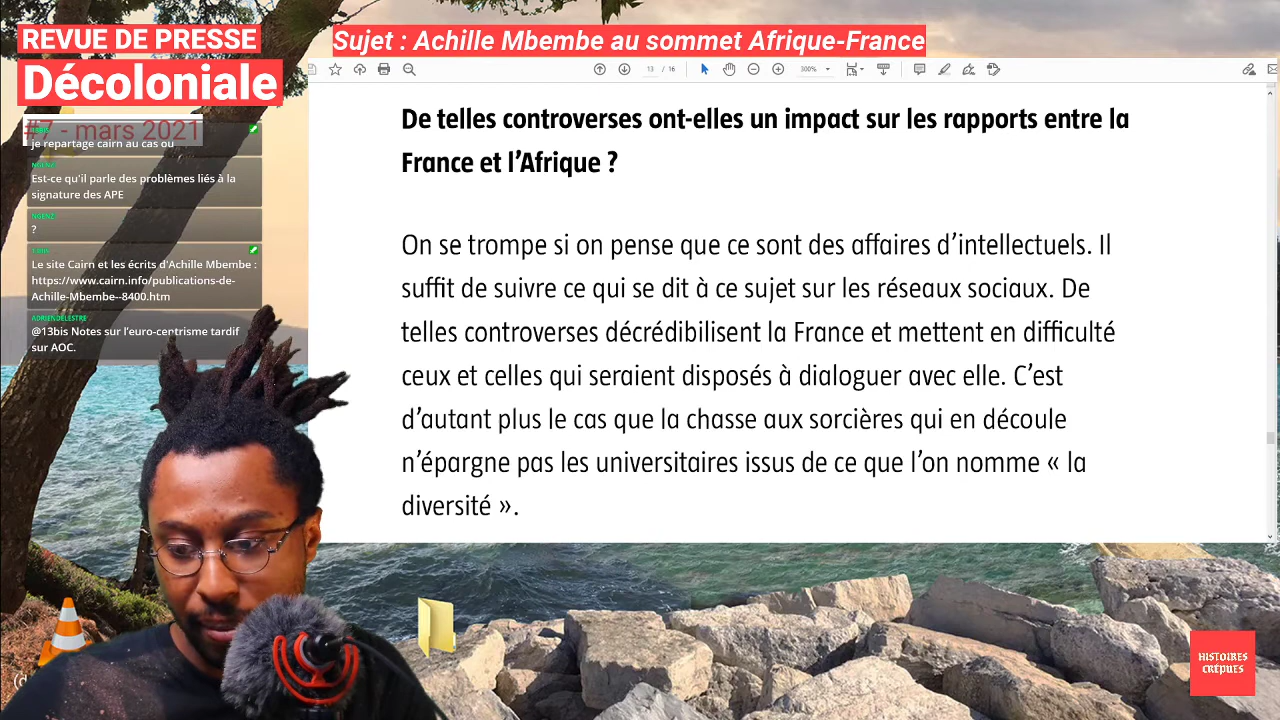 REVUE DE PRESSE
Décoloniale
#7 - mars 2021
Sujet : Achille Mbembe au sommet Afrique-France
13 / 16
300%
je repartage cairn au cas ou
NGENZI
Est-ce qu'il parle des problèmes liés à la
signature des APE
NGENZI
?
Le site Cairn et les écrits d'Achille Mbembe :
https://www.cairn.info/publications-de-
Achille-Mbembe--8400.htm
ADRIENDELESTRE
@13bis Notes sur l'euro-centrisme tardif
sur AOC.
De telles controverses ont-elles un impact sur les rapports entre la
France et l'Afrique ?
On se trompe si on pense que ce sont des affaires d'intellectuels. Il
suffit de suivre ce qui se dit à ce sujet sur les réseaux sociaux. De
telles controverses décrédibilisent la France et mettent en difficulté
ceux et celles qui seraient disposés à dialoguer avec elle. C'est
d'autant plus le cas que la chasse aux sorcières qui en découle
n'épargne pas les universitaires issus de ce que l'on nomme « la
diversité ».
HISTOIRES
CRÉPUES